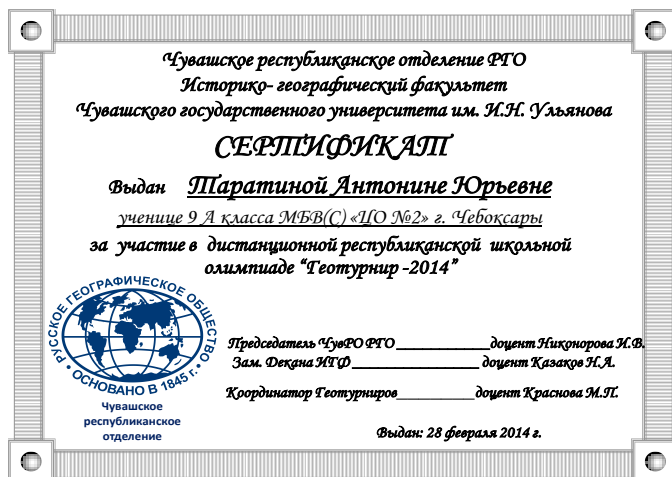 Чувашское республиканское отделение РГО
Историко- географический факультет
Чувашского государственного университета им. И.Н. Ульянова
СЕРТИФИКАТ
Выдан Таратиной Антонине Юрьевне
ученице 9 А класса МБВ(С) «ЦО №2» г. Чебоксары
за участие в дистанционной республиканской школьной
олимпиаде “Геотурнир -2014”
РУССКОЕ ГЕОГРАФИЧЕСКОЕ ОБЩЕСТВО
• ОСНОВАНО В 1845 г. •
Чувашское
республиканское
отделение
Председатель ЧувРО РГО ____________доцент Никонорова И.В.
Зам. Декана ИГФ ________________ доцент Казаков Н.А.
Координатор Геотурниров__________доцент Краснова М.П.
Выдан: 28 февраля 2014 г.